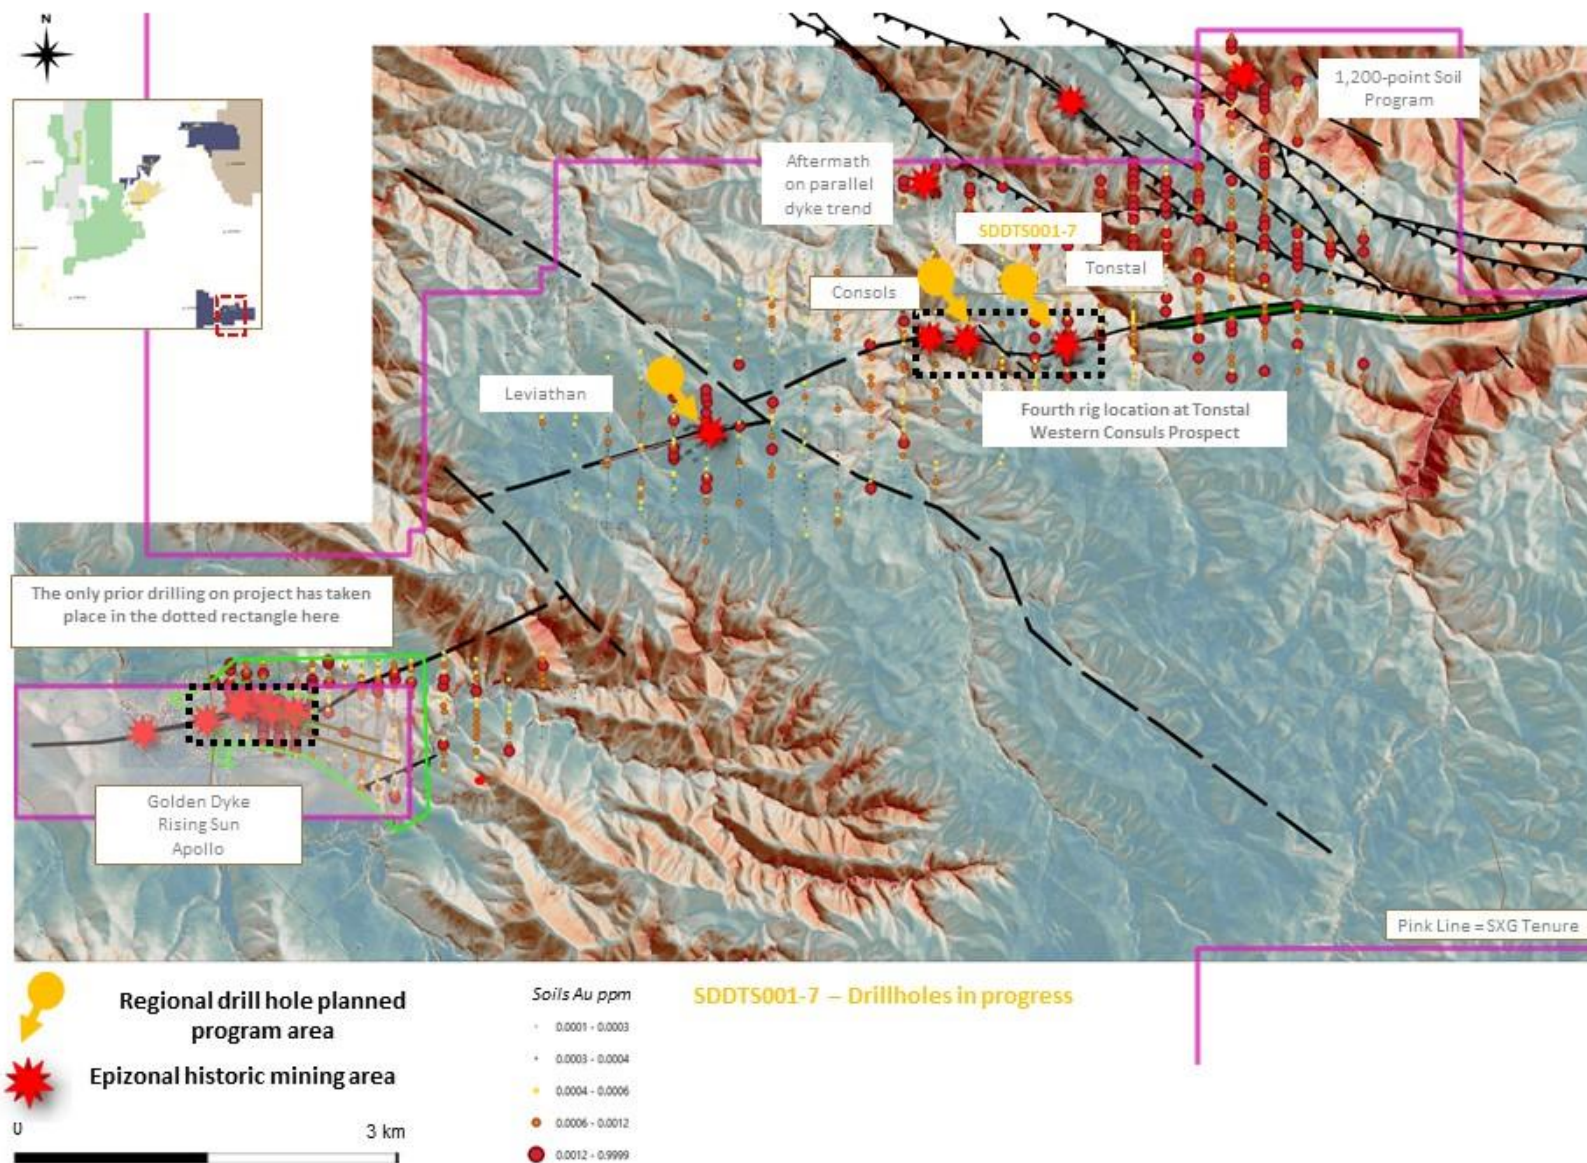 N
1,200-point Soil
Program
Aftermath
on parallel
dyke trend
SDDTS001-7
Tonstal
Consols
Leviathan
Fourth rig location at Tonstal
Western Consuls Prospect
The only prior drilling on project has taken
place in the dotted rectangle here
Golden Dyke
Rising Sun
Apollo
Pink Line = SXG Tenure
Regional drill hole planned
program area
Epizonal historic mining area
0
3 km
Soils Au ppm
0.0001 - 0.0003
0.0003 - 0.0004
0.0004 - 0.0006
0.0006 - 0.0012
0.0012 - 0.9999
SDDTS001-7 – Drillholes in progress